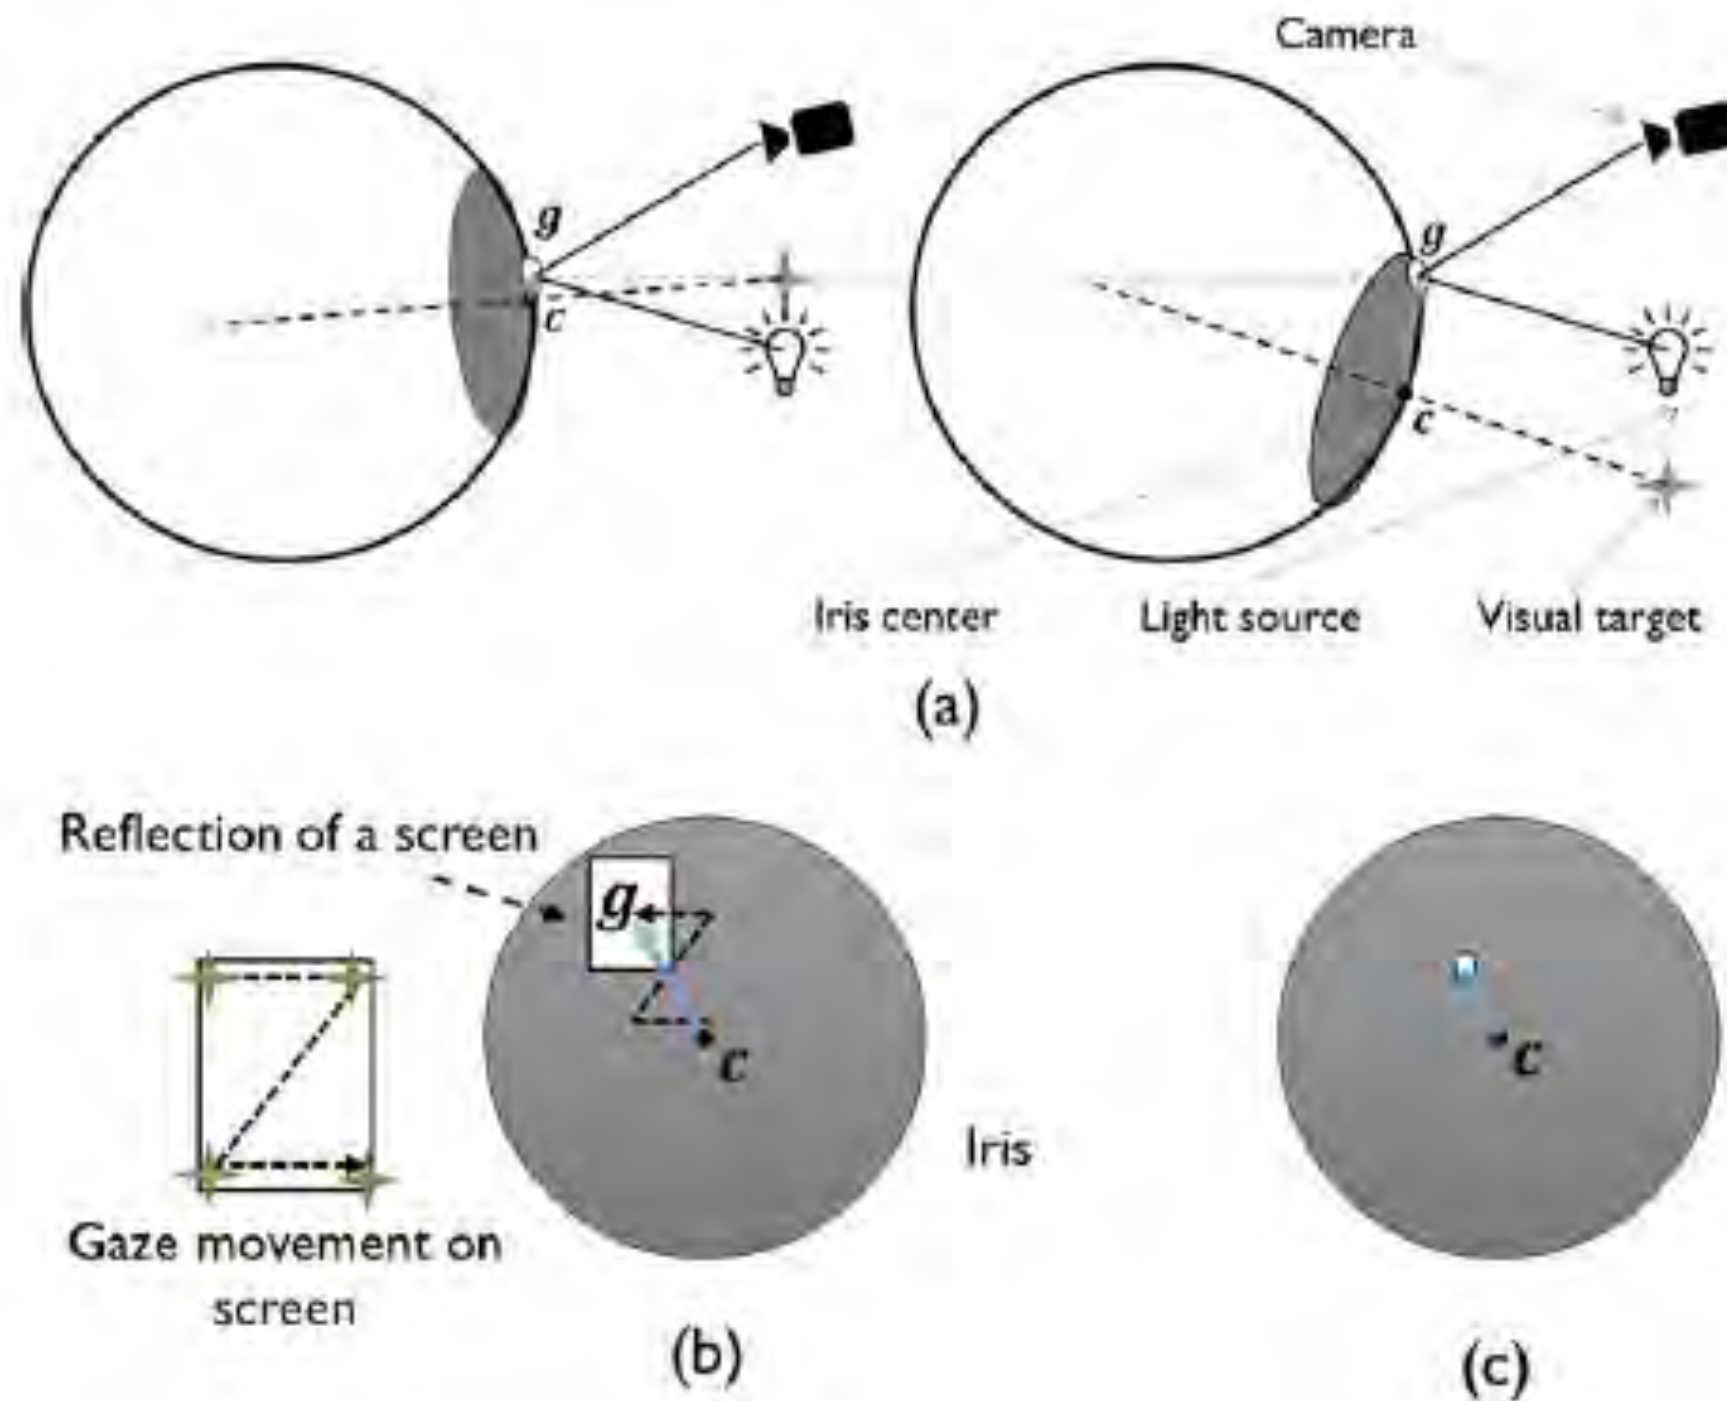 Camera
g
c
g
c
Iris center
Light source
Visual target
(a)
Reflection of a screen
g
c
Iris
Gaze movement on
screen
(b)
c
(c)